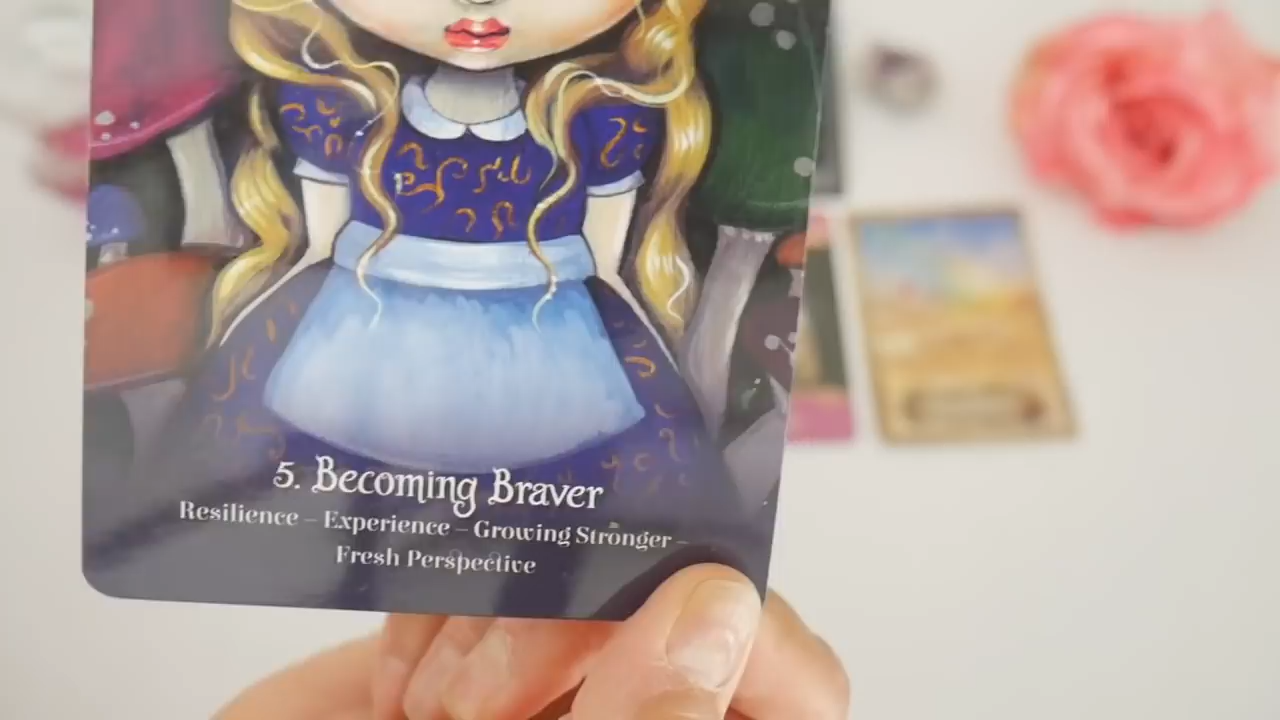 5. Becoming Braver
Resilience – Experience – Growing Stronger –
Fresh Perspective